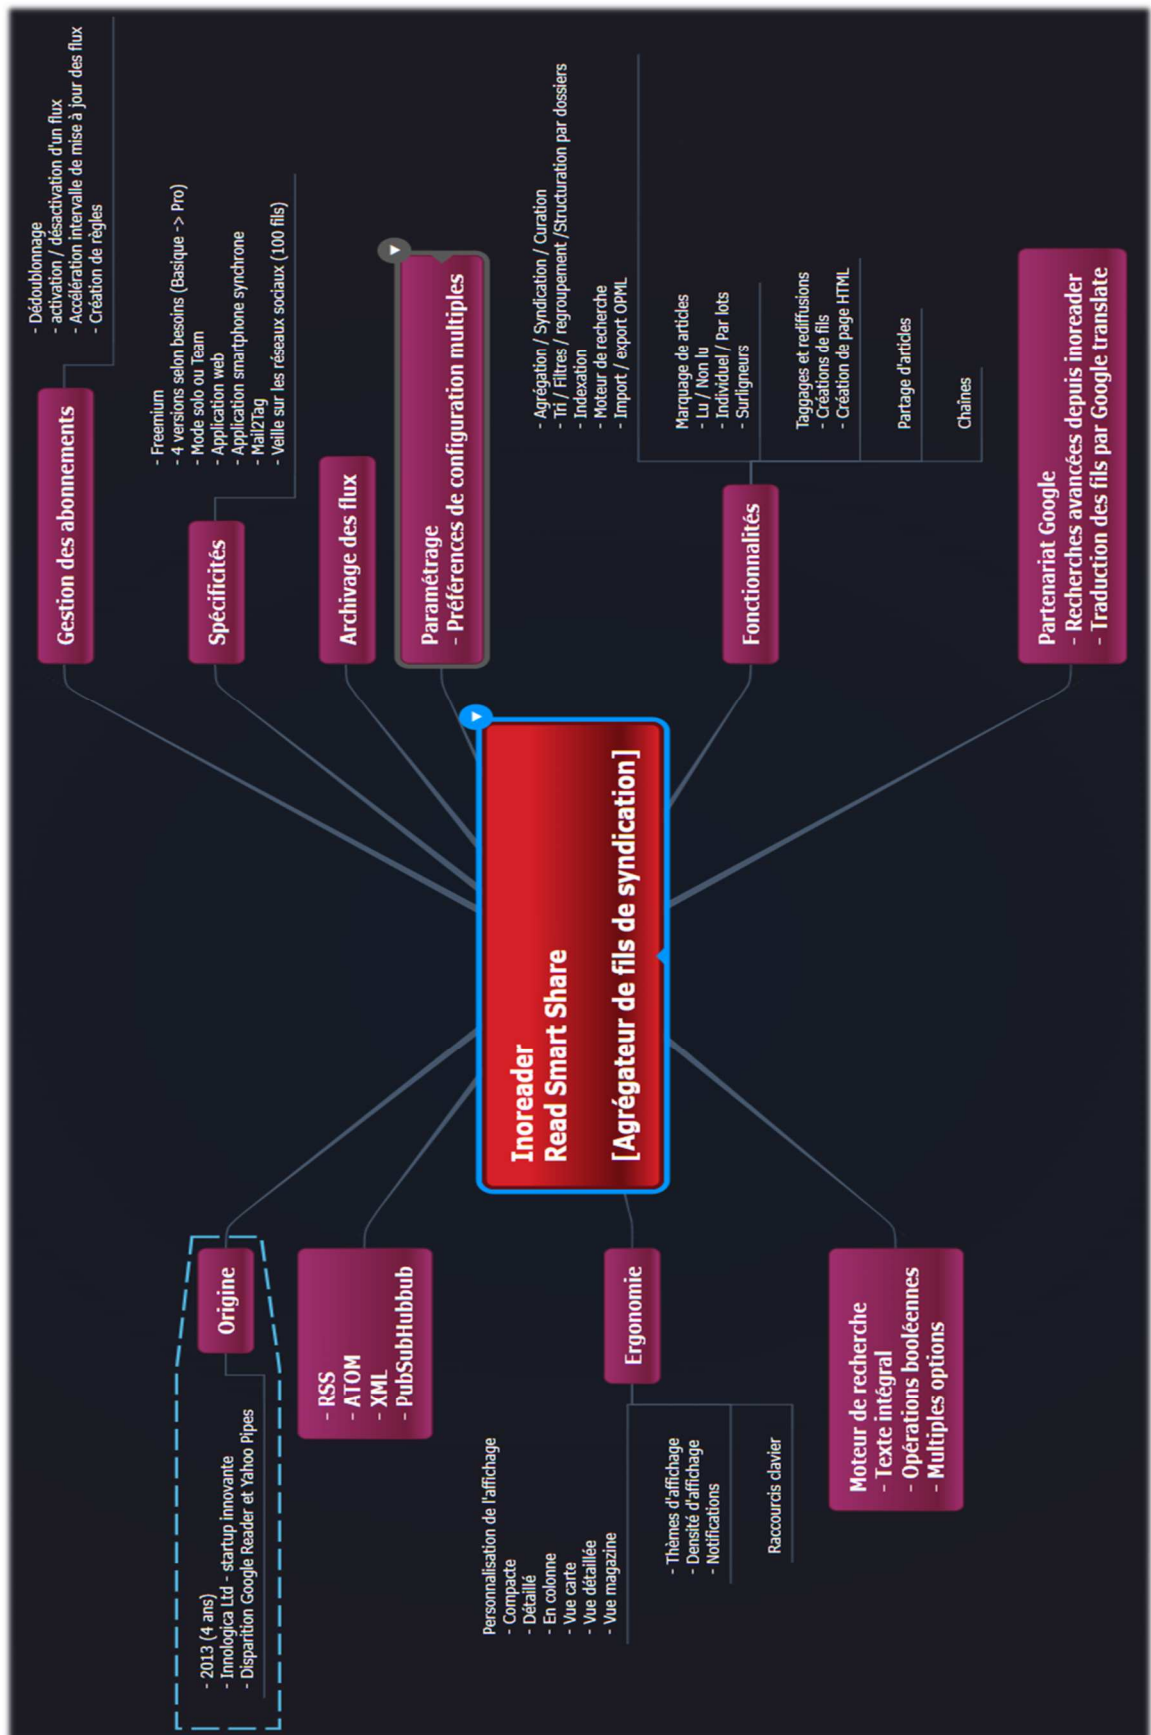 Inoreader
Read Smart Share
[Agrégateur de fils de syndication]
Origine
- 2013 (4 ans)
- Innologica Ltd - startup innovante
- Disparition Google Reader et Yahoo Pipes
- RSS
- ATOM
- XML
- PubSubHubbub
Ergonomie
Personnalisation de l'affichage
- Compacte
- Détaillé
- En colonne
- Vue carte
- Vue détaillée
- Vue magazine
- Thèmes d'affichage
- Densité d'affichage
- Notifications
Raccourcis clavier
Moteur de recherche
- Texte intégral
- Opérations booléennes
- Multiples options
Gestion des abonnements
- Dédoublonnage
- activation / désactivation d'un flux
- Accélération intervalle de mise à jour des flux
- Création de règles
Spécificités
- Freemium
- 4 versions selon besoins (Basique -> Pro)
- Mode solo ou Team
- Application web
- Application smartphone synchrone
- Mail2Tag
- Veille sur les réseaux sociaux (100 fils)
Archivage des flux
Paramétrage
- Préférences de configuration multiples
Fonctionnalités
- Agrégation / Syndication / Curation
- Tri / Filtres / regroupement /Structuration par dossiers
- Indexation
- Moteur de recherche
- Import / export OPML
Marquage de articles
- Lu / Non lu
- Individuel / Par lots
- Surligneurs
Taggages et rediffusions
- Créations de fils
- Création de page HTML
Partage d'articles
Chaînes
Partenariat Google
- Recherches avancées depuis inoreader
- Traduction des fils par Google translate